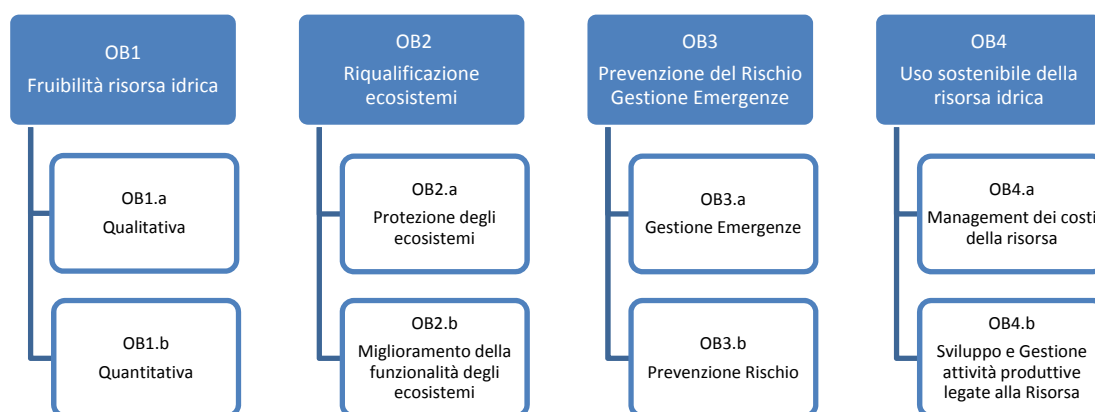 OB1
Fruibilità risorsa idrica
OB1.a
Qualitativa
OB1.b
Quantitativa
OB2
Riqualificazione
ecosistemi
OB2.a
Protezione degli
ecosistemi
OB2.b
Miglioramento della
funzionalità degli
ecosistemi
OB3
Prevenzione del Rischio
Gestione Emergenze
OB3.a
Gestione Emergenze
OB3.b
Prevenzione Rischio
OB4
Uso sostenibile della
risorsa idrica
OB4.a
Management dei costi
della risorsa
OB4.b
Sviluppo e Gestione
attività produttive
legate alla Risorsa